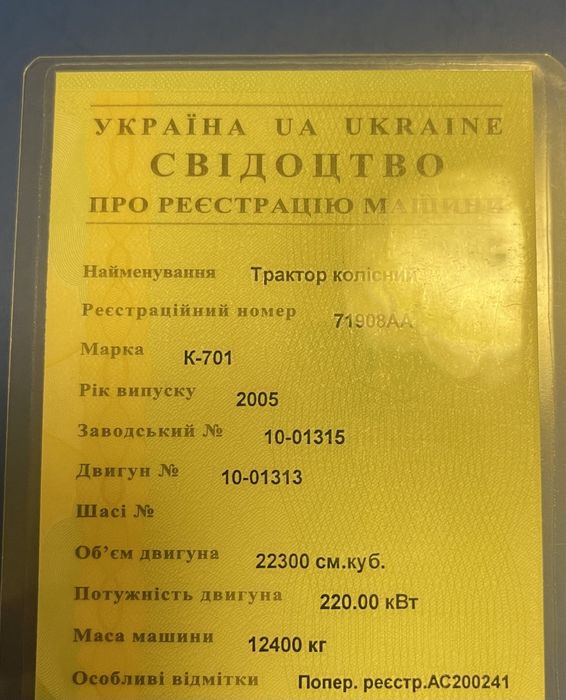 УКРАЇНА UA UKRAINE
СВІДОЦТВО
ПРО РЕЄСТРАЦІЮ МАШИНИ
Найменування Трактор колісний
Реєстраційний номер 71908АА
Марка К-701
Рік випуску 2005
Заводський № 10-01315
Двигун № 10-01313
Шасі №
Об’єм двигуна 22300 см.куб.
Потужність двигуна 220.00 кВт
Маса машини 12400 кг
Особливі відмітки Попер. реєстр.АС200241